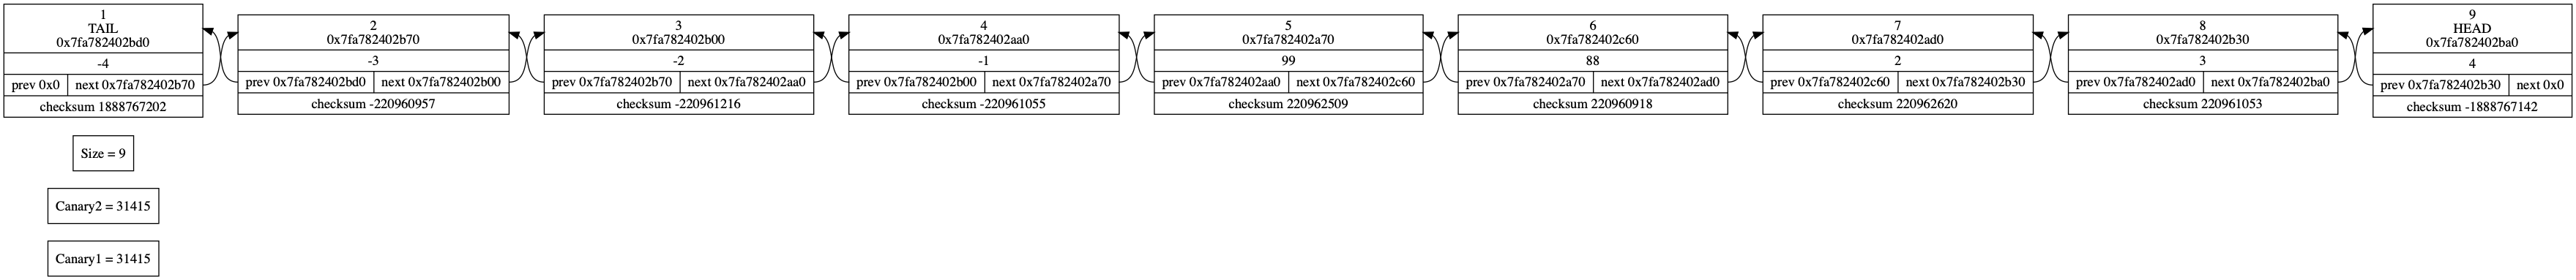 1
TAIL
0x7fa782402bd0
-4
prev 0x0 next 0x7fa782402b70
checksum 1888767202
2
0x7fa782402b70
-3
prev 0x7fa782402bd0 next 0x7fa782402b00
checksum -220960957
3
0x7fa782402b00
-2
prev 0x7fa782402b70 next 0x7fa782402aa0
checksum -220961216
4
0x7fa782402aa0
-1
prev 0x7fa782402b00 next 0x7fa782402a70
checksum -220961055
5
0x7fa782402a70
99
prev 0x7fa782402aa0 next 0x7fa782402c60
checksum 220962509
6
0x7fa782402c60
88
prev 0x7fa782402a70 next 0x7fa782402ad0
checksum 220960918
7
0x7fa782402ad0
2
prev 0x7fa782402c60 next 0x7fa782402b30
checksum 220962620
8
0x7fa782402b30
3
prev 0x7fa782402ad0 next 0x7fa782402ba0
checksum 220961053
9
HEAD
0x7fa782402ba0
4
prev 0x7fa782402b30 next 0x0
checksum -1888767142
Size = 9
Canary2 = 31415
Canary1 = 31415